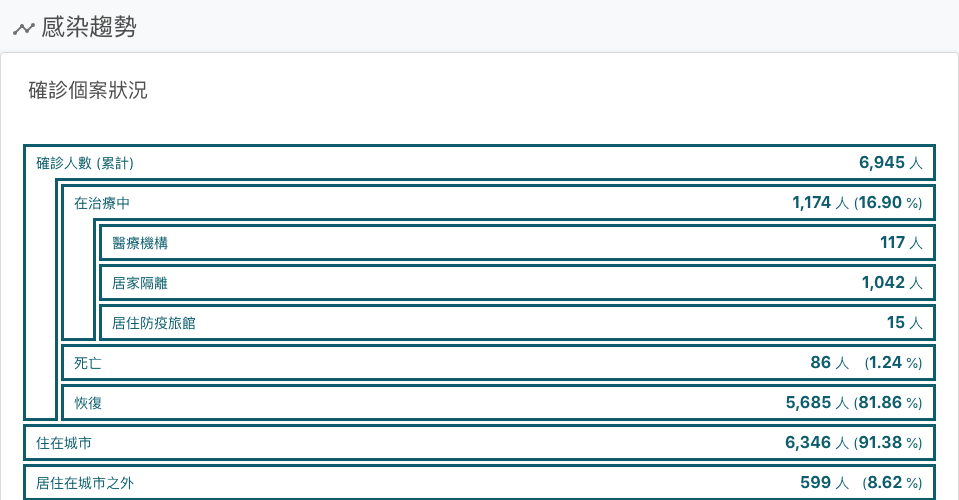 感染趨勢
確診個案狀況
確診人數 (累計) 6,945 人
在治療中 1,174 人 (16.90 %)
醫療機構 117 人
居家隔離 1,042 人
居住防疫旅館 15 人
死亡 86 人 (1.24 %)
恢復 5,685 人 (81.86 %)
住在城市 6,346 人 (91.38 %)
居住在城市之外 599 人 (8.62 %)